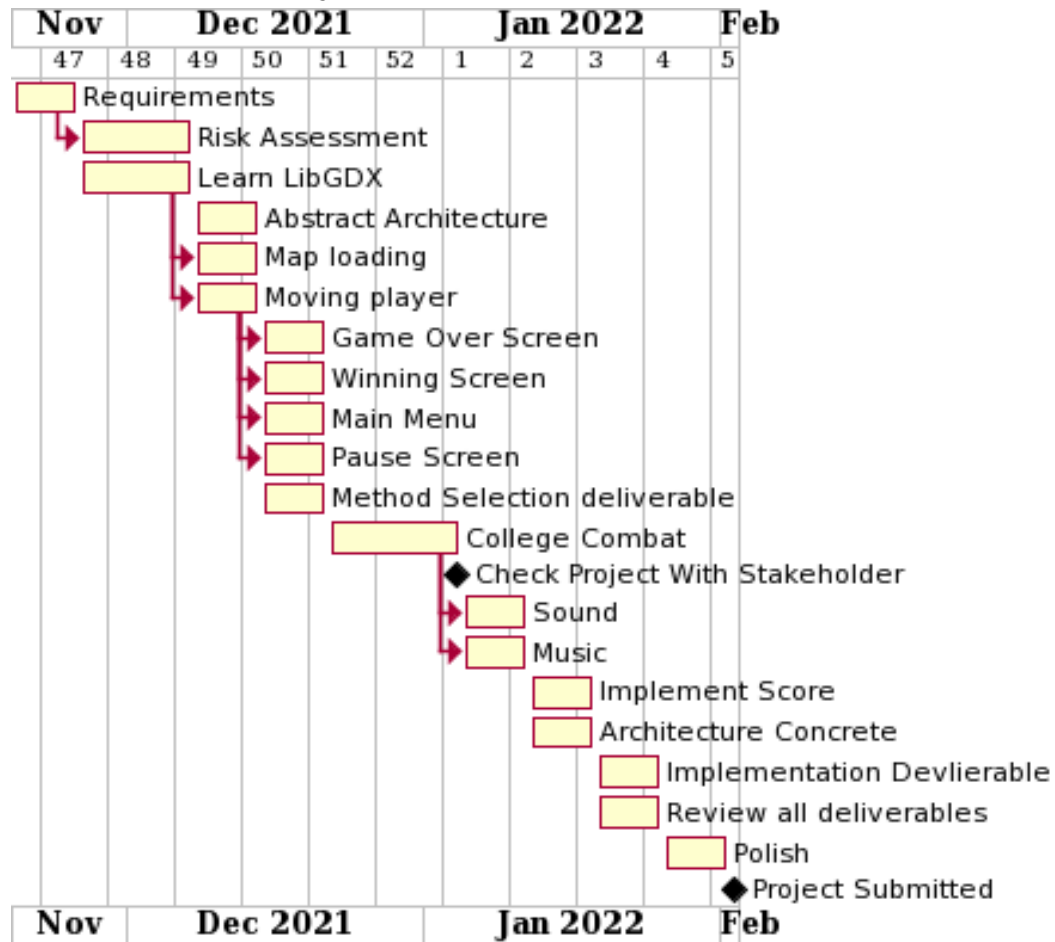 Nov Dec 2021 Jan 2022 Feb
47 48 49 50 51 52 1 2 3 4 5
Requirements
Risk Assessment
Learn LibGDX
Abstract Architecture
Map loading
Moving player
Game Over Screen
Winning Screen
Main Menu
Pause Screen
Method Selection deliverable
College Combat
Check Project With Stakeholder
Sound
Music
Implement Score
Architecture Concrete
Implementation Devlierable
Review all deliverables
Polish
Project Submitted
Nov Dec 2021 Jan 2022 Feb